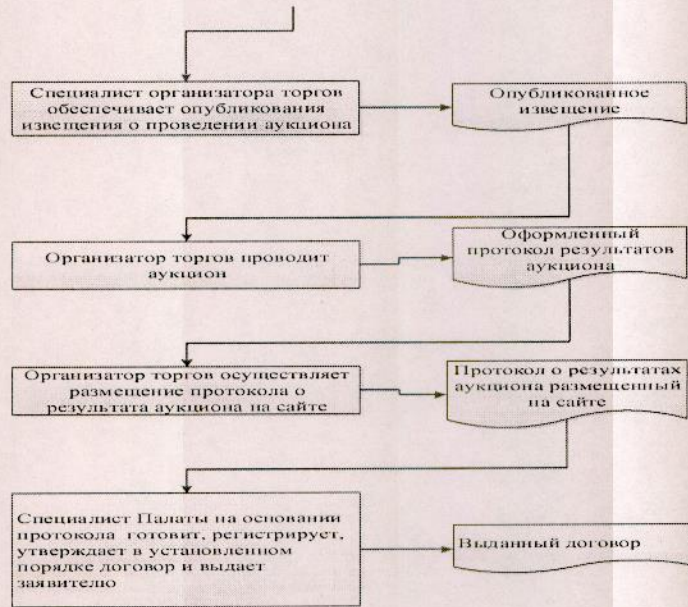 Специалист организатора торгов
обеспечивает опубликования
извещения о проведении аукциона
Опубликованное
извещение
Организатор торгов проводит
аукцион
Оформленный
протокол результатов
аукциона
Организатор торгов осуществляет
размещение протокола о
результата аукциона на сайте
Протокол о результатах
аукциона размещенный
на сайте
Специалист Палаты на основании
протокола готовит, регистрирует,
утверждает в установленном
порядке договор и выдает
заявителю
Выданный договор